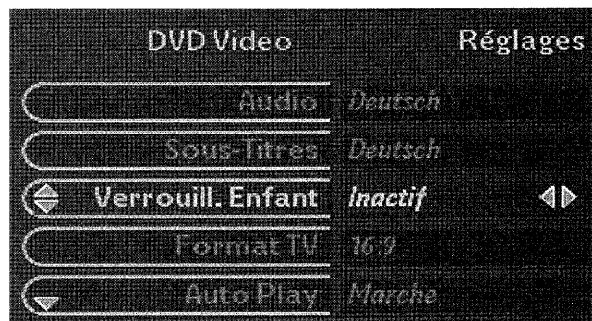 DVD Video Réglages
Audio Deutsch
Sous-Titres Deutsch
Verrouill. Enfant Inactif
Format TV 16:9
Auto Play Marche